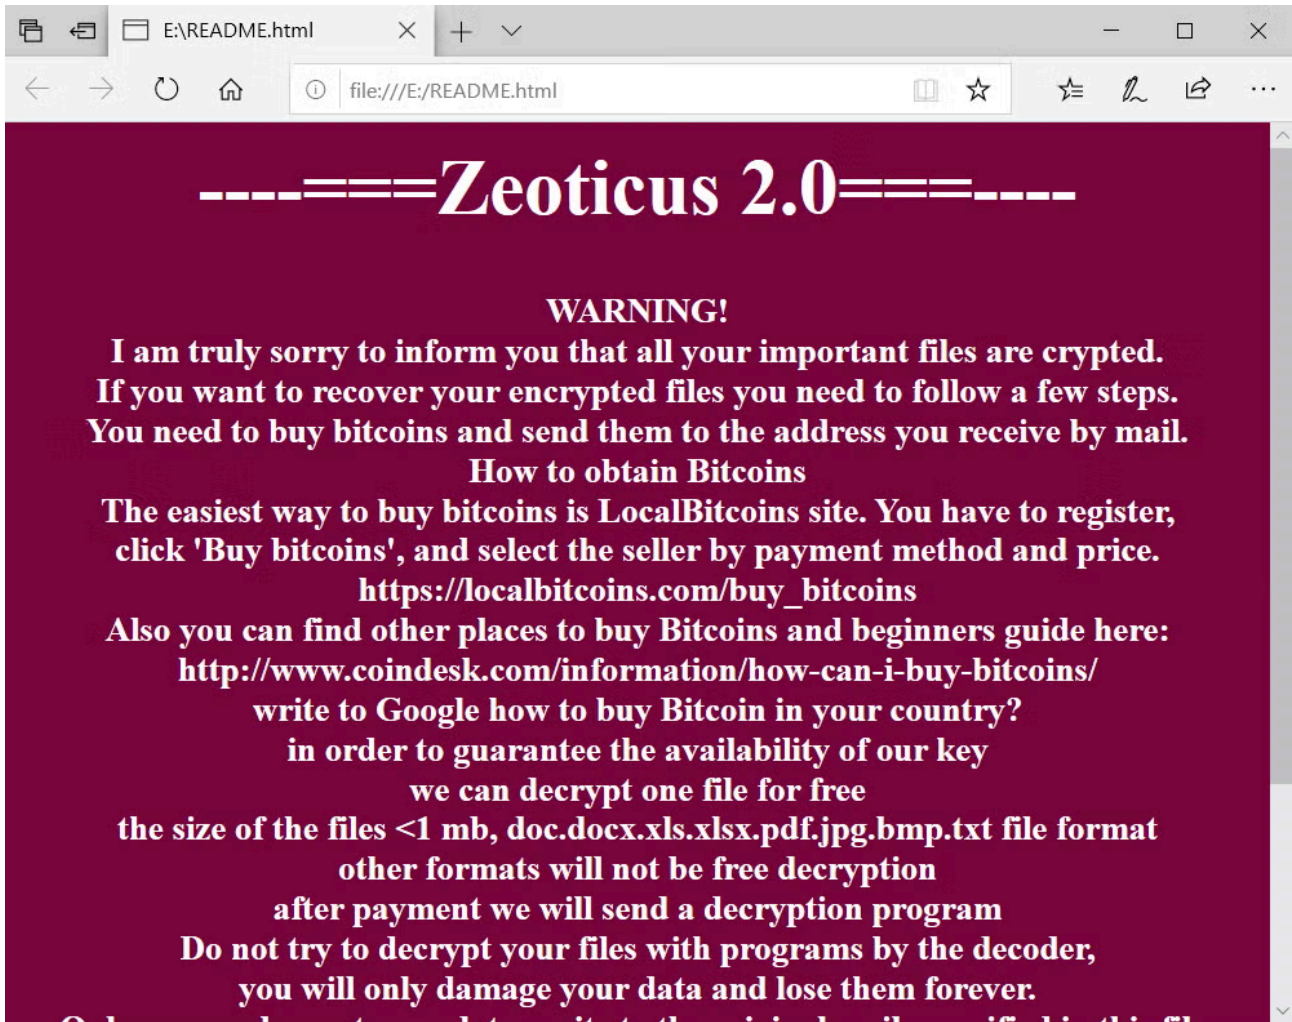 E:\README.html
file:///E:/README.html
----===Zeoticus 2.0===----
WARNING!
I am truly sorry to inform you that all your important files are crypted.
If you want to recover your encrypted files you need to follow a few steps.
You need to buy bitcoins and send them to the address you receive by mail.
How to obtain Bitcoins
The easiest way to buy bitcoins is LocalBitcoins site. You have to register,
click 'Buy bitcoins', and select the seller by payment method and price.
https://localbitcoins.com/buy_bitcoins
Also you can find other places to buy Bitcoins and beginners guide here:
http://www.coindesk.com/information/how-can-i-buy-bitcoins/
write to Google how to buy Bitcoin in your country?
in order to guarantee the availability of our key
we can decrypt one file for free
the size of the files <1 mb, doc.docx.xls.xlsx.pdf.jpg.bmp.txt file format
other formats will not be free decryption
after payment we will send a decryption program
Do not try to decrypt your files with programs by the decoder,
you will only damage your data and lose them forever.